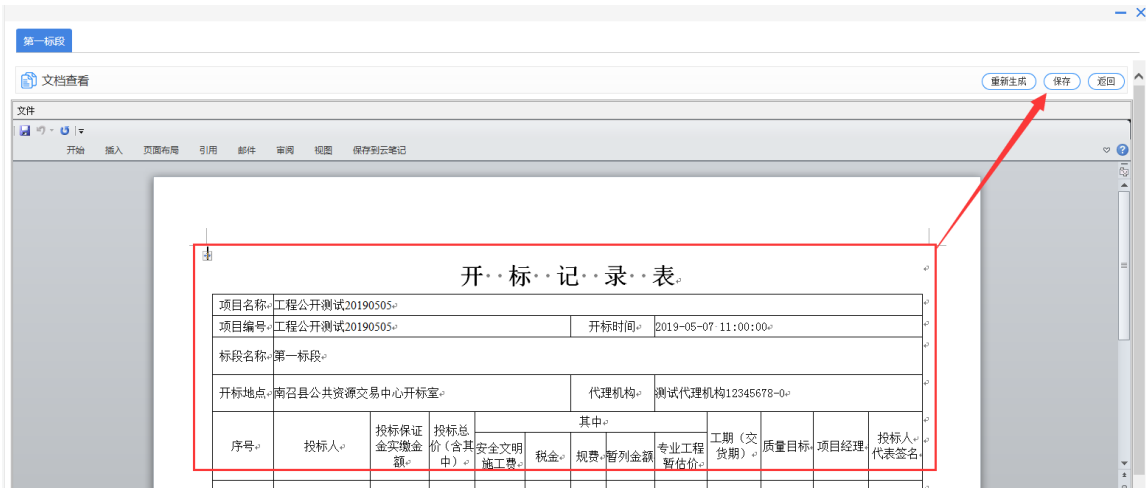 第一标段
文档查看
重新生成 保存 返回
文件
开始 插入 页面布局 引用 邮件 审阅 视图 保存到云笔记
开··标··记··录··表
项目名称 工程公开测试20190505
项目编号 工程公开测试20190505 开标时间 2019-05-07·11:00:00
标段名称 第一标段
开标地点 南召县公共资源交易中心开标室 代理机构 测试代理机构12345678-0
序号 投标人 投标保证金实缴金额 投标总价（含其中） 其中 工期（交货期） 质量目标 项目经理 投标人代表签名
安全文明施工费 税金 规费 暂列金额 专业工程暂估价